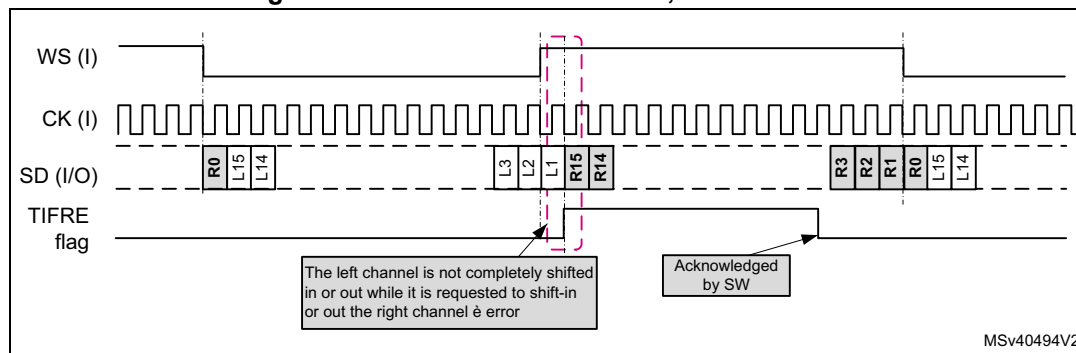 WS (I)
CK (I)
SD (I/O)
R0 L15 L14 L3 L2 L1 R15 R14 R3 R2 R1 R0 L15 L14
TIFRE
flag
The left channel is not completely shifted
in or out while it is requested to shift-in
or out the right channel è error
Acknowledged
by SW
MSv40494V2